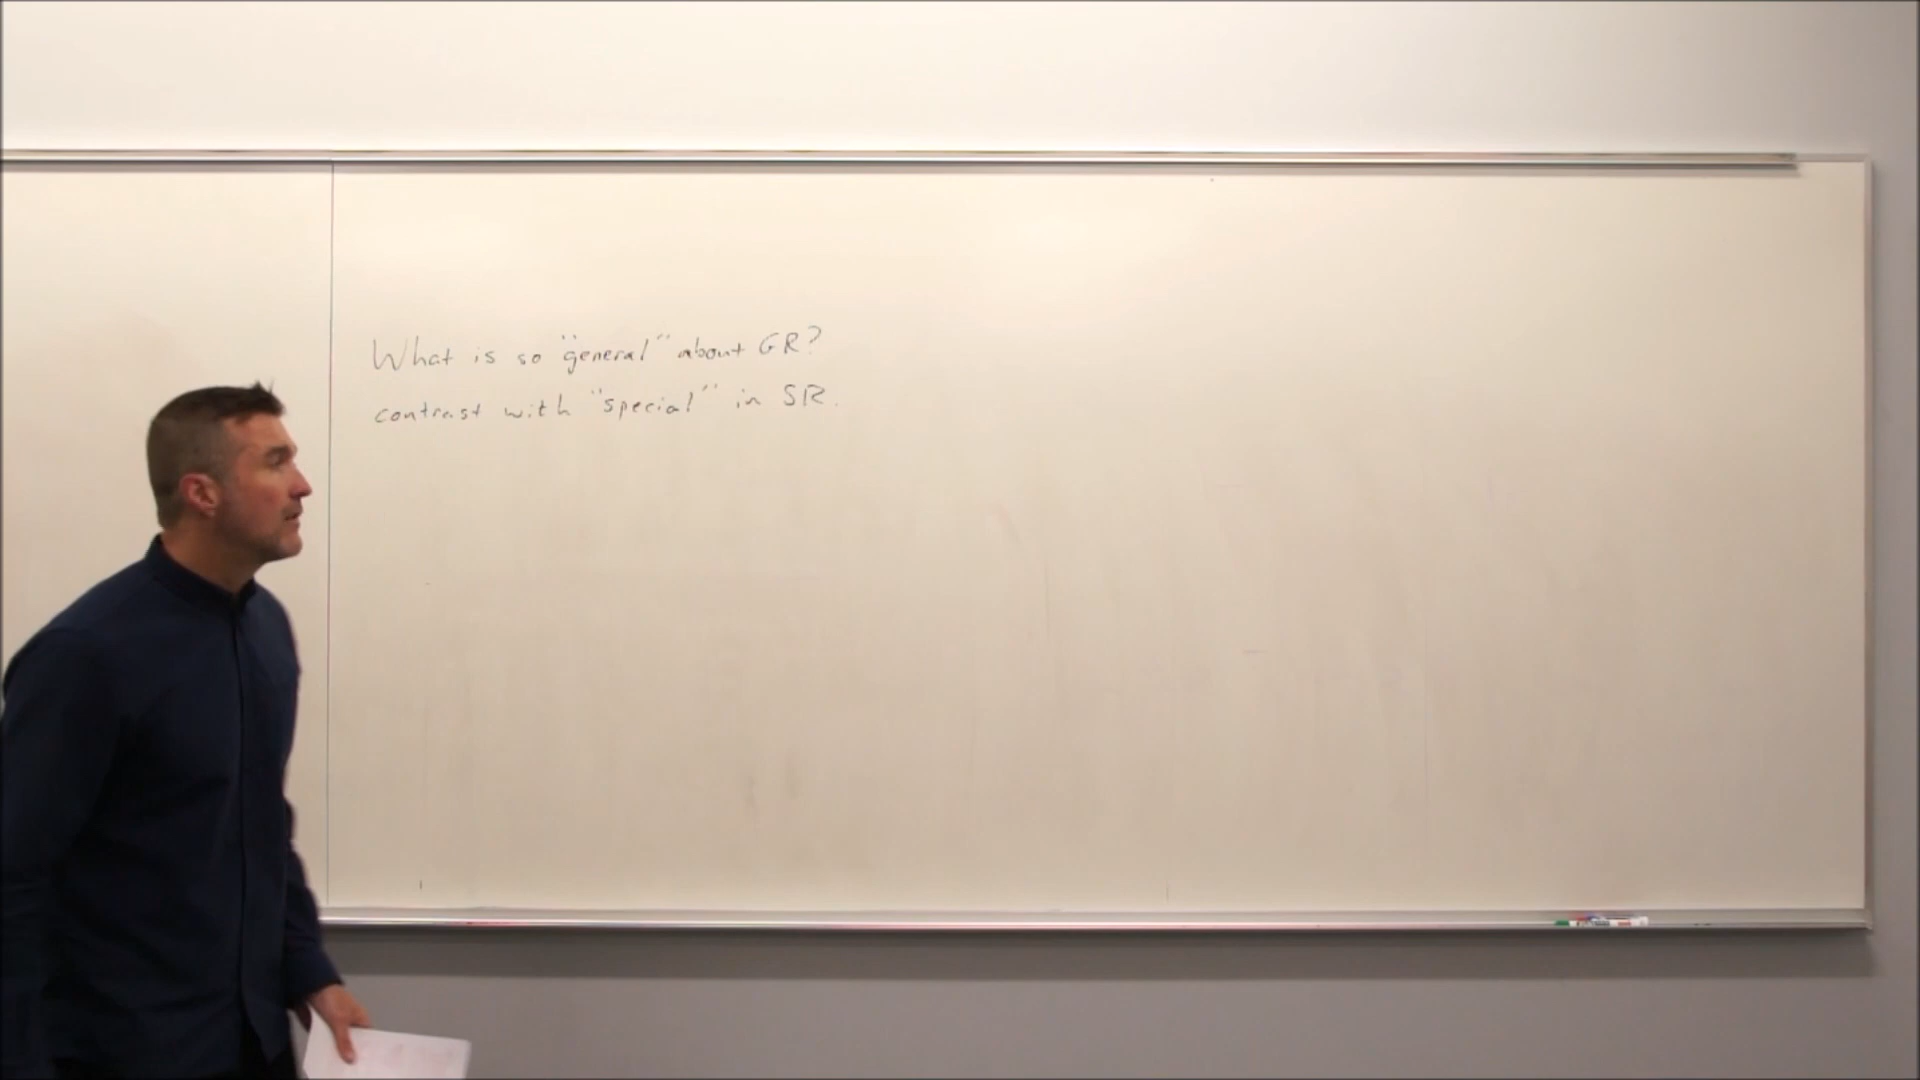 What is so "general" about GR?
contrast with "special" in SR.